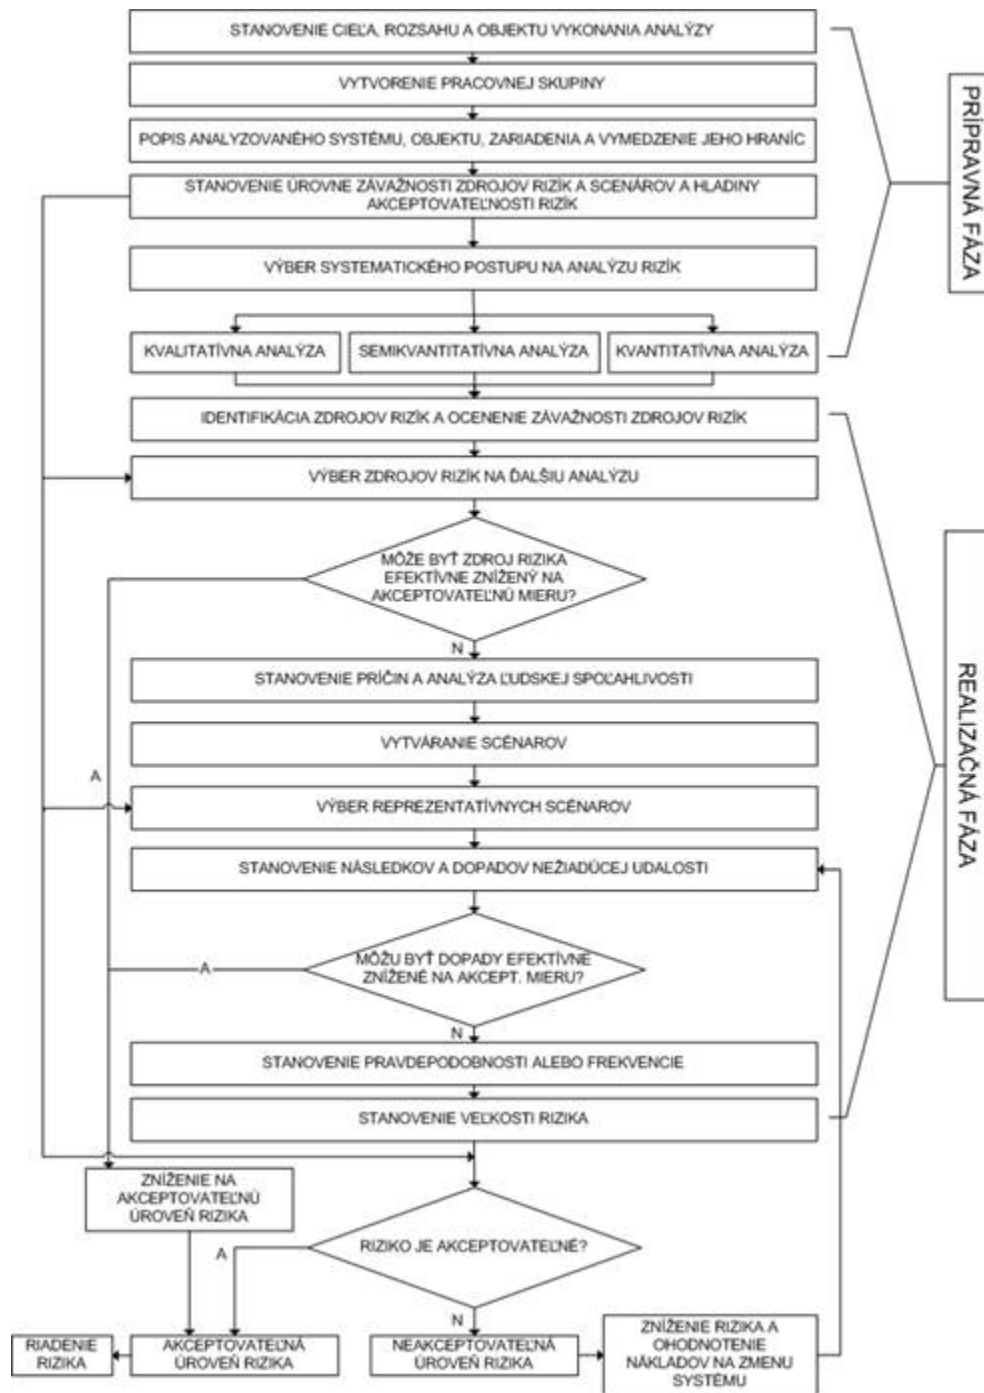 STANOVENIE CIEĽA, ROZSAHU A OBJEKTU VYKONANIA ANALÝZY
VYTVORENIE PRACOVNEJ SKUPINY
POPIS ANALYZOVANÉHO SYSTÉMU, OBJEKTU, ZARIADENIA A VYMEDZENIE JEHO HRANÍC
STANOVENIE ÚROVNE ZÁVAŽNOSTI ZDROJOV RIZÍK A SCENÁROV A HLADINY
AKCEPTOVATEĽNOSTI RIZÍK
VÝBER SYSTEMATICKÉHO POSTUPU NA ANALÝZU RIZÍK
KVALITATÍVNA ANALÝZA
SEMIKVANTITATÍVNA ANALÝZA
KVANTITATÍVNA ANALÝZA
PRÍPRAVNÁ FÁZA
IDENTIFIKÁCIA ZDROJOV RIZÍK A OCENENIE ZÁVAŽNOSTI ZDROJOV RIZÍK
VÝBER ZDROJOV RIZÍK NA ĎALŠIU ANALÝZU
MÔŽE BYŤ ZDROJ RIZIKA
EFEKTÍVNE ZNÍŽENÝ NA
AKCEPTOVATEĽNÚ MIERU?
N
STANOVENIE PRÍČIN A ANALÝZA ĽUDSKEJ SPOĽAHLIVOSTI
VYTVÁRANIE SCÉNAROV
A
VÝBER REPREZENTATÍVNYCH SCÉNAROV
STANOVENIE NÁSLEDKOV A DOPADOV NEŽIADÚCEJ UDALOSTI
MÔŽU BYŤ DOPADY EFEKTÍVNE
ZNÍŽENÉ NA AKCEPT. MIERU?
A
N
STANOVENIE PRAVDEPODOBNOSTI ALEBO FREKVENCIE
STANOVENIE VEĽKOSTI RIZIKA
REALIZAČNÁ FÁZA
ZNÍŽENIE NA
AKCEPTOVATEĽNÚ
ÚROVEŇ RIZIKA
RIZIKO JE AKCEPTOVATEĽNÉ?
A
N
RIADENIE
RIZIKA
AKCEPTOVATEĽNÁ
ÚROVEŇ RIZIKA
NEAKCEPTOVATEĽNÁ
ÚROVEŇ RIZIKA
ZNÍŽENIE RIZIKA A
OHODNOTENIE
NÁKLADOV NA ZMENU
SYSTÉMU